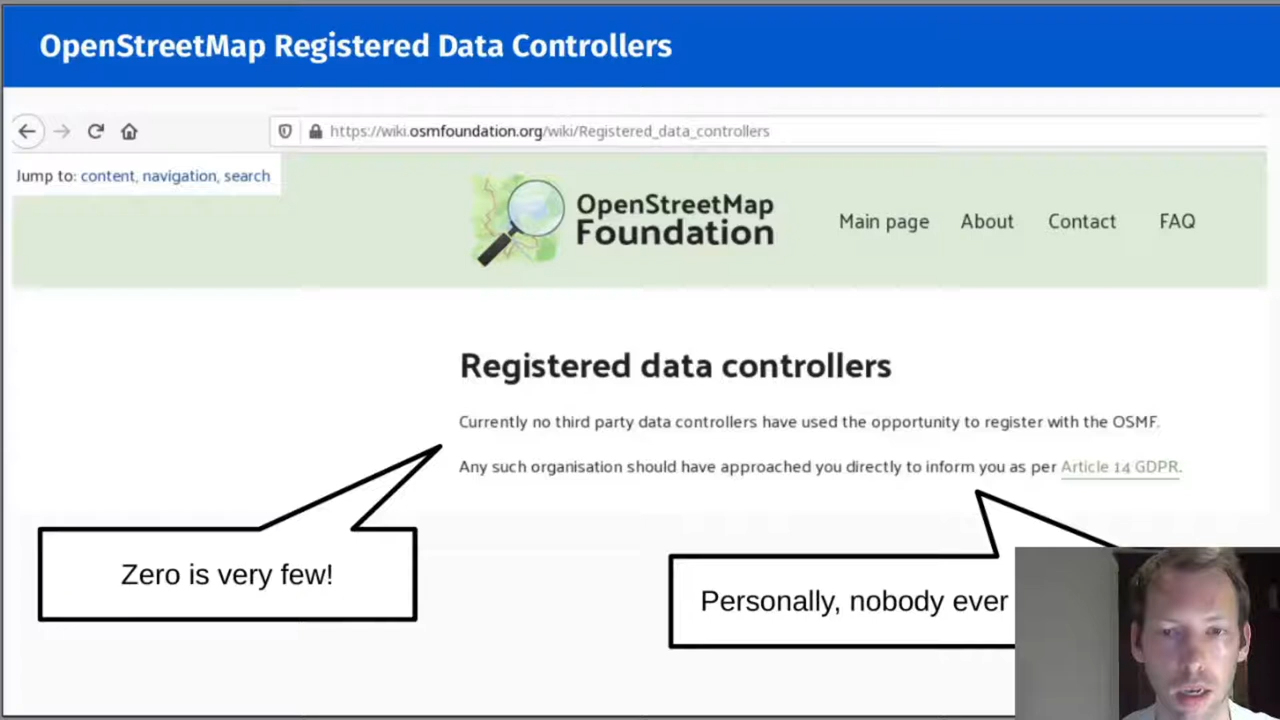 OpenStreetMap Registered Data Controllers
https://wiki.osmfoundation.org/wiki/Registered_data_controllers
Jump to: content, navigation, search
OpenStreetMap
Foundation
Main page About Contact FAQ
Registered data controllers
Currently no third party data controllers have used the opportunity to register with the OSMF.
Any such organisation should have approached you directly to inform you as per Article 14 GDPR.
Zero is very few!
Personally, nobody ever